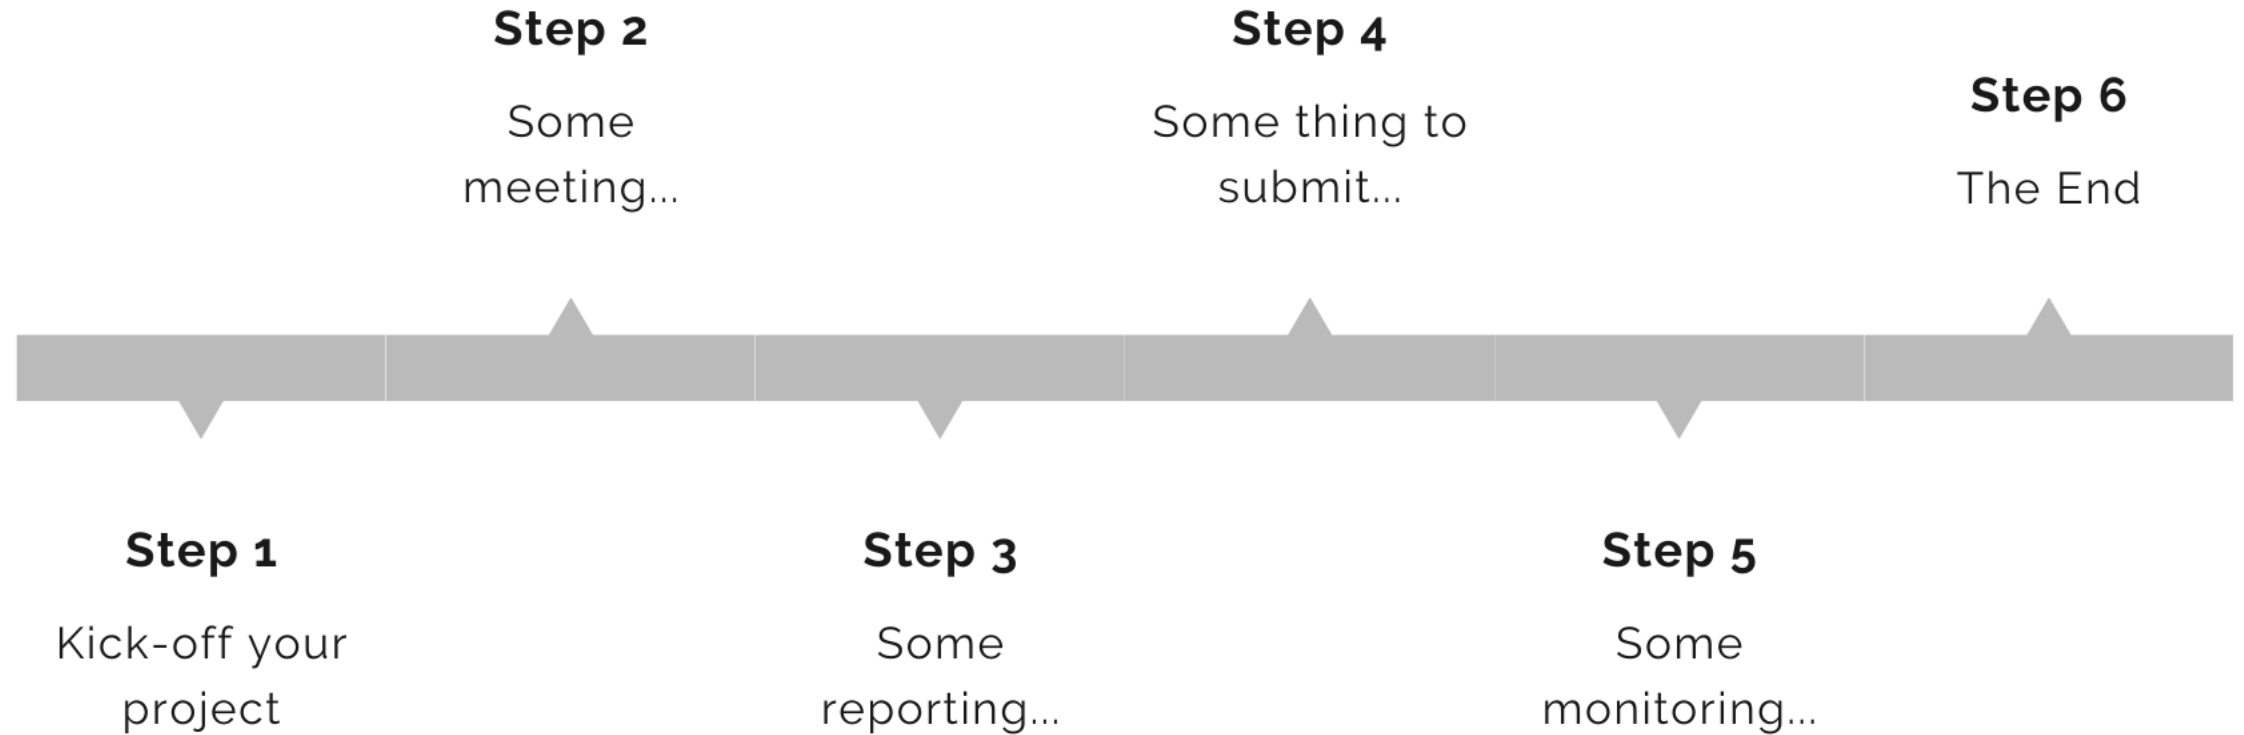 Step 1
Kick-off your
project
Step 2
Some
meeting...
Step 3
Some
reporting...
Step 4
Some thing to
submit...
Step 5
Some
monitoring...
Step 6
The End